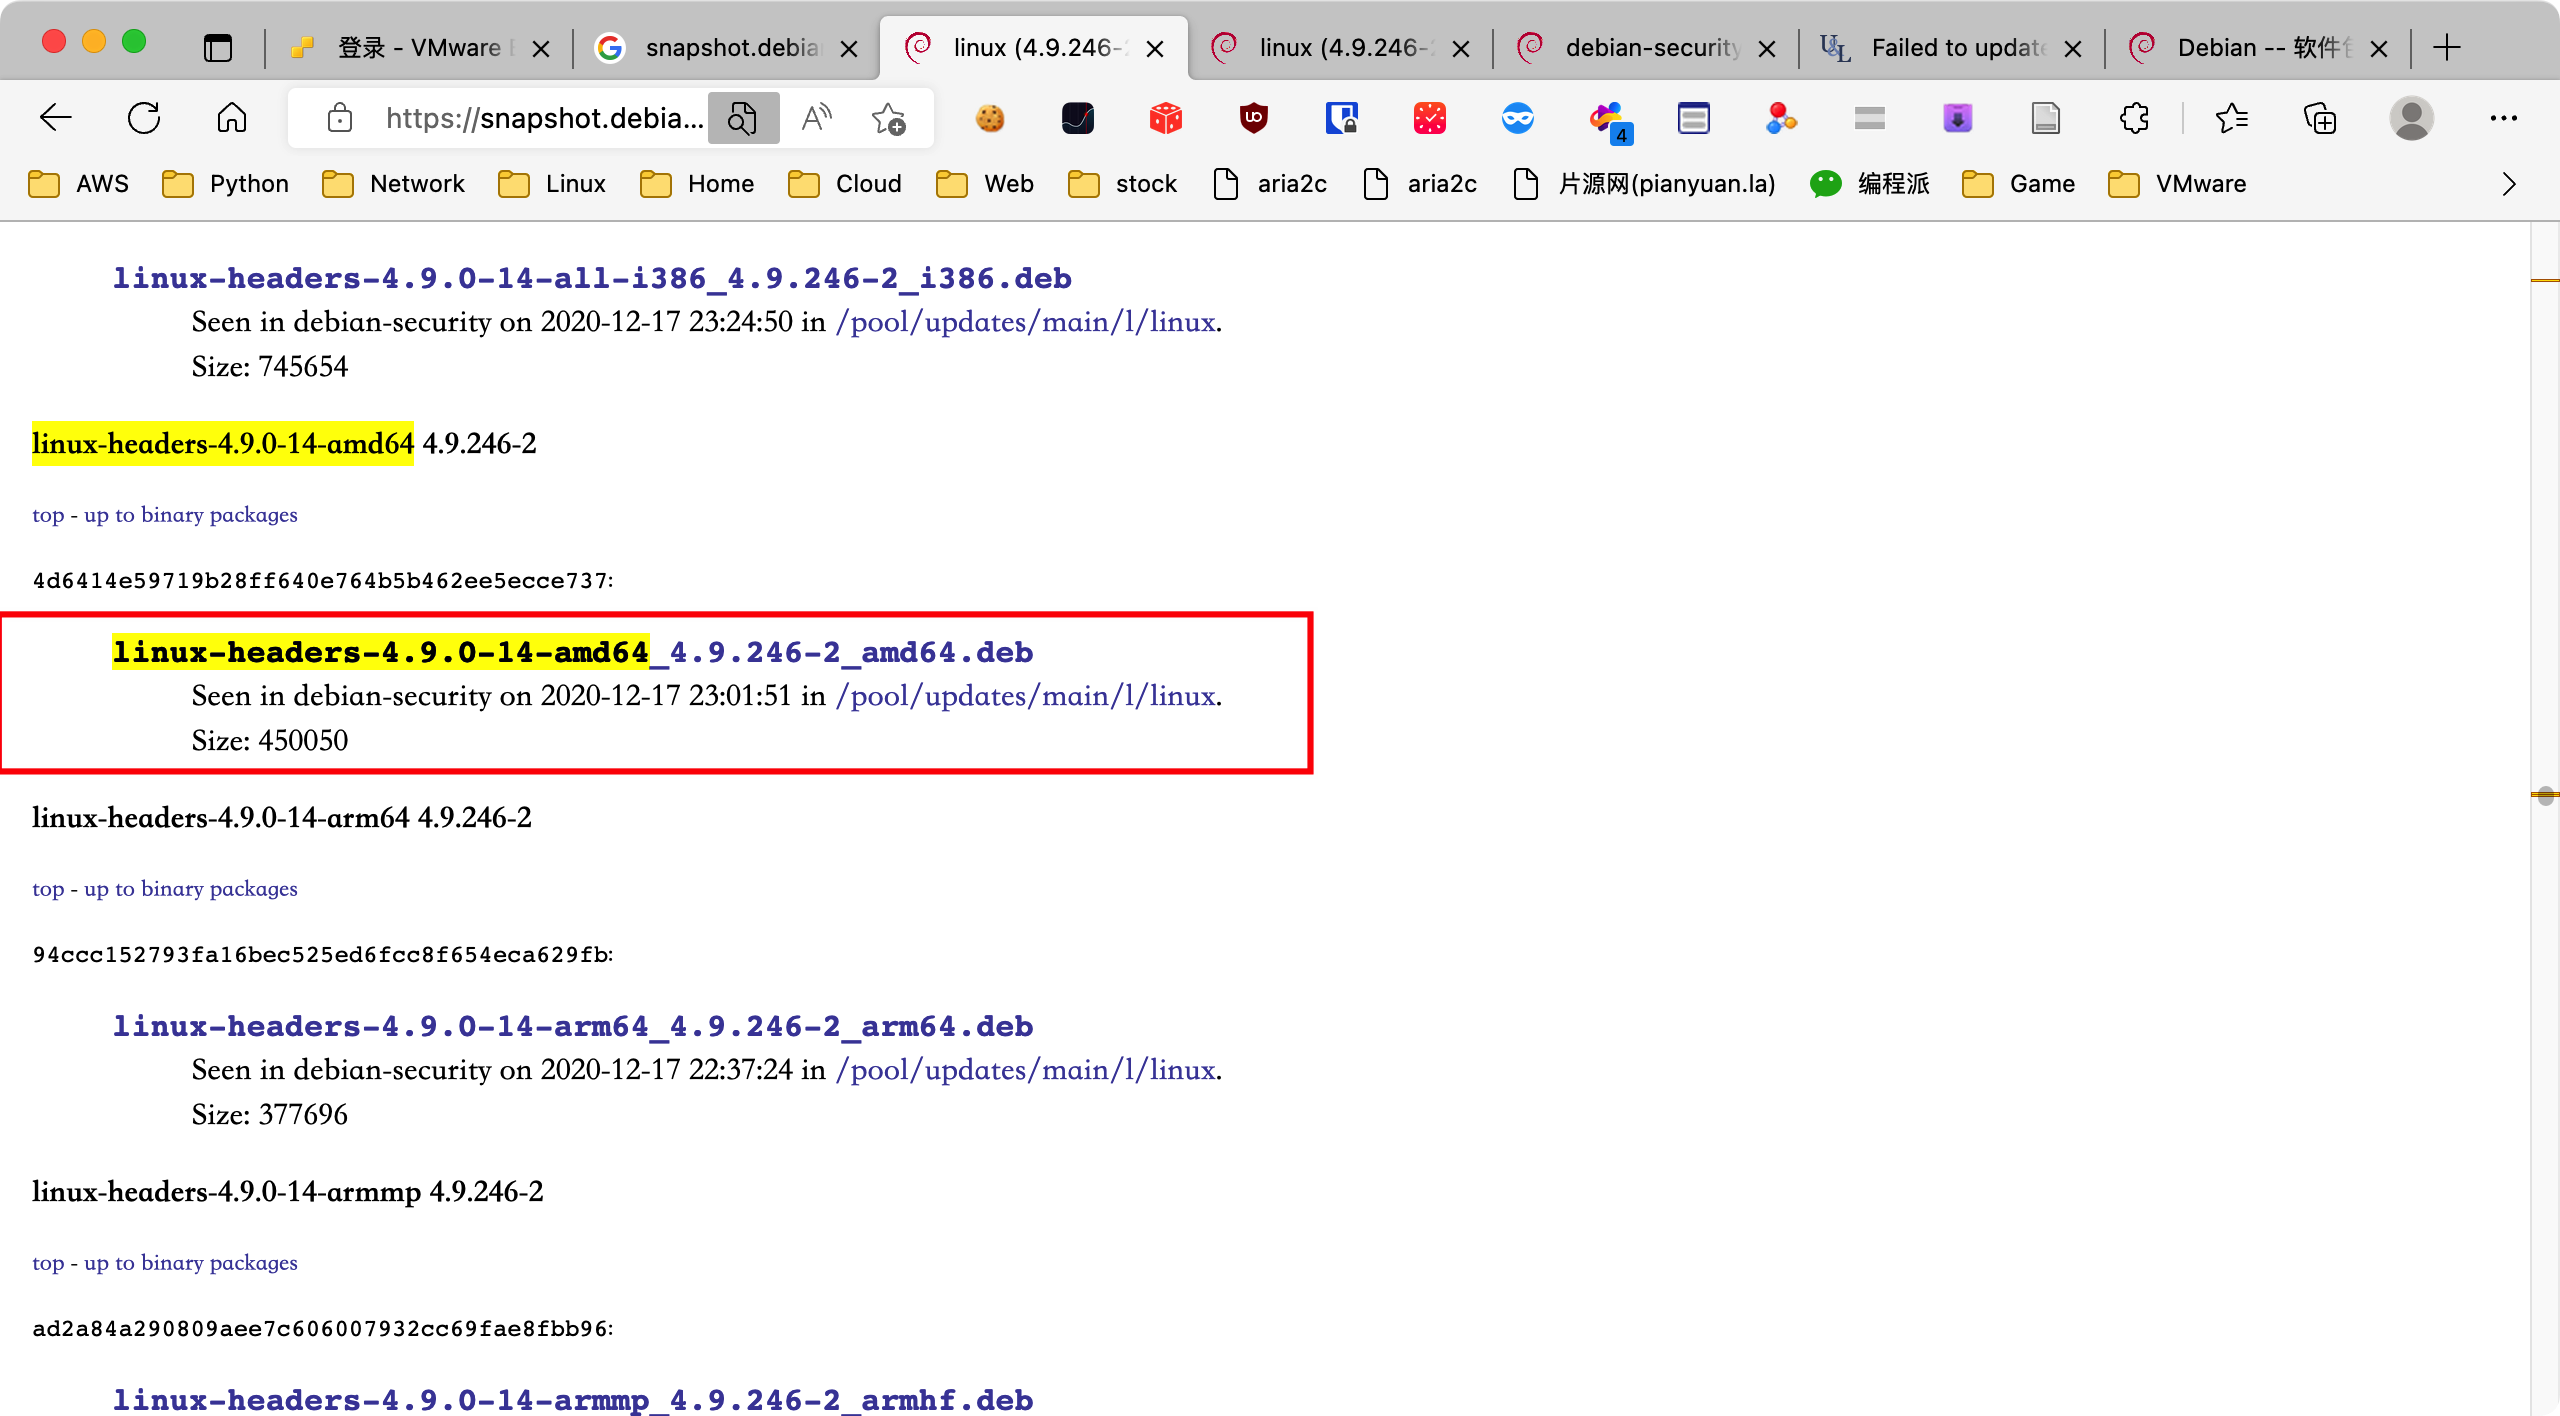 登录 - VMware
snapshot.debia
linux (4.9.246-
linux (4.9.246-
debian-security
Failed to update
Debian -- 软件
https://snapshot.debia...
4
AWS
Python
Network
Linux
Home
Cloud
Web
stock
aria2c
aria2c
片源网(pianyuan.la)
编程派
Game
VMware
linux-headers-4.9.0-14-all-i386_4.9.246-2_i386.deb
Seen in debian-security on 2020-12-17 23:24:50 in /pool/updates/main/l/linux.
Size: 745654
linux-headers-4.9.0-14-amd64 4.9.246-2
top - up to binary packages
4d6414e59719b28ff640e764b5b462ee5ecce737:
linux-headers-4.9.0-14-amd64_4.9.246-2_amd64.deb
Seen in debian-security on 2020-12-17 23:01:51 in /pool/updates/main/l/linux.
Size: 450050
linux-headers-4.9.0-14-arm64 4.9.246-2
top - up to binary packages
94ccc152793fa16bec525ed6fcc8f654eca629fb:
linux-headers-4.9.0-14-arm64_4.9.246-2_arm64.deb
Seen in debian-security on 2020-12-17 22:37:24 in /pool/updates/main/l/linux.
Size: 377696
linux-headers-4.9.0-14-armmp 4.9.246-2
top - up to binary packages
ad2a84a290809aee7c606007932cc69fae8fbb96:
linux-headers-4.9.0-14-armmp_4.9.246-2_armhf.deb